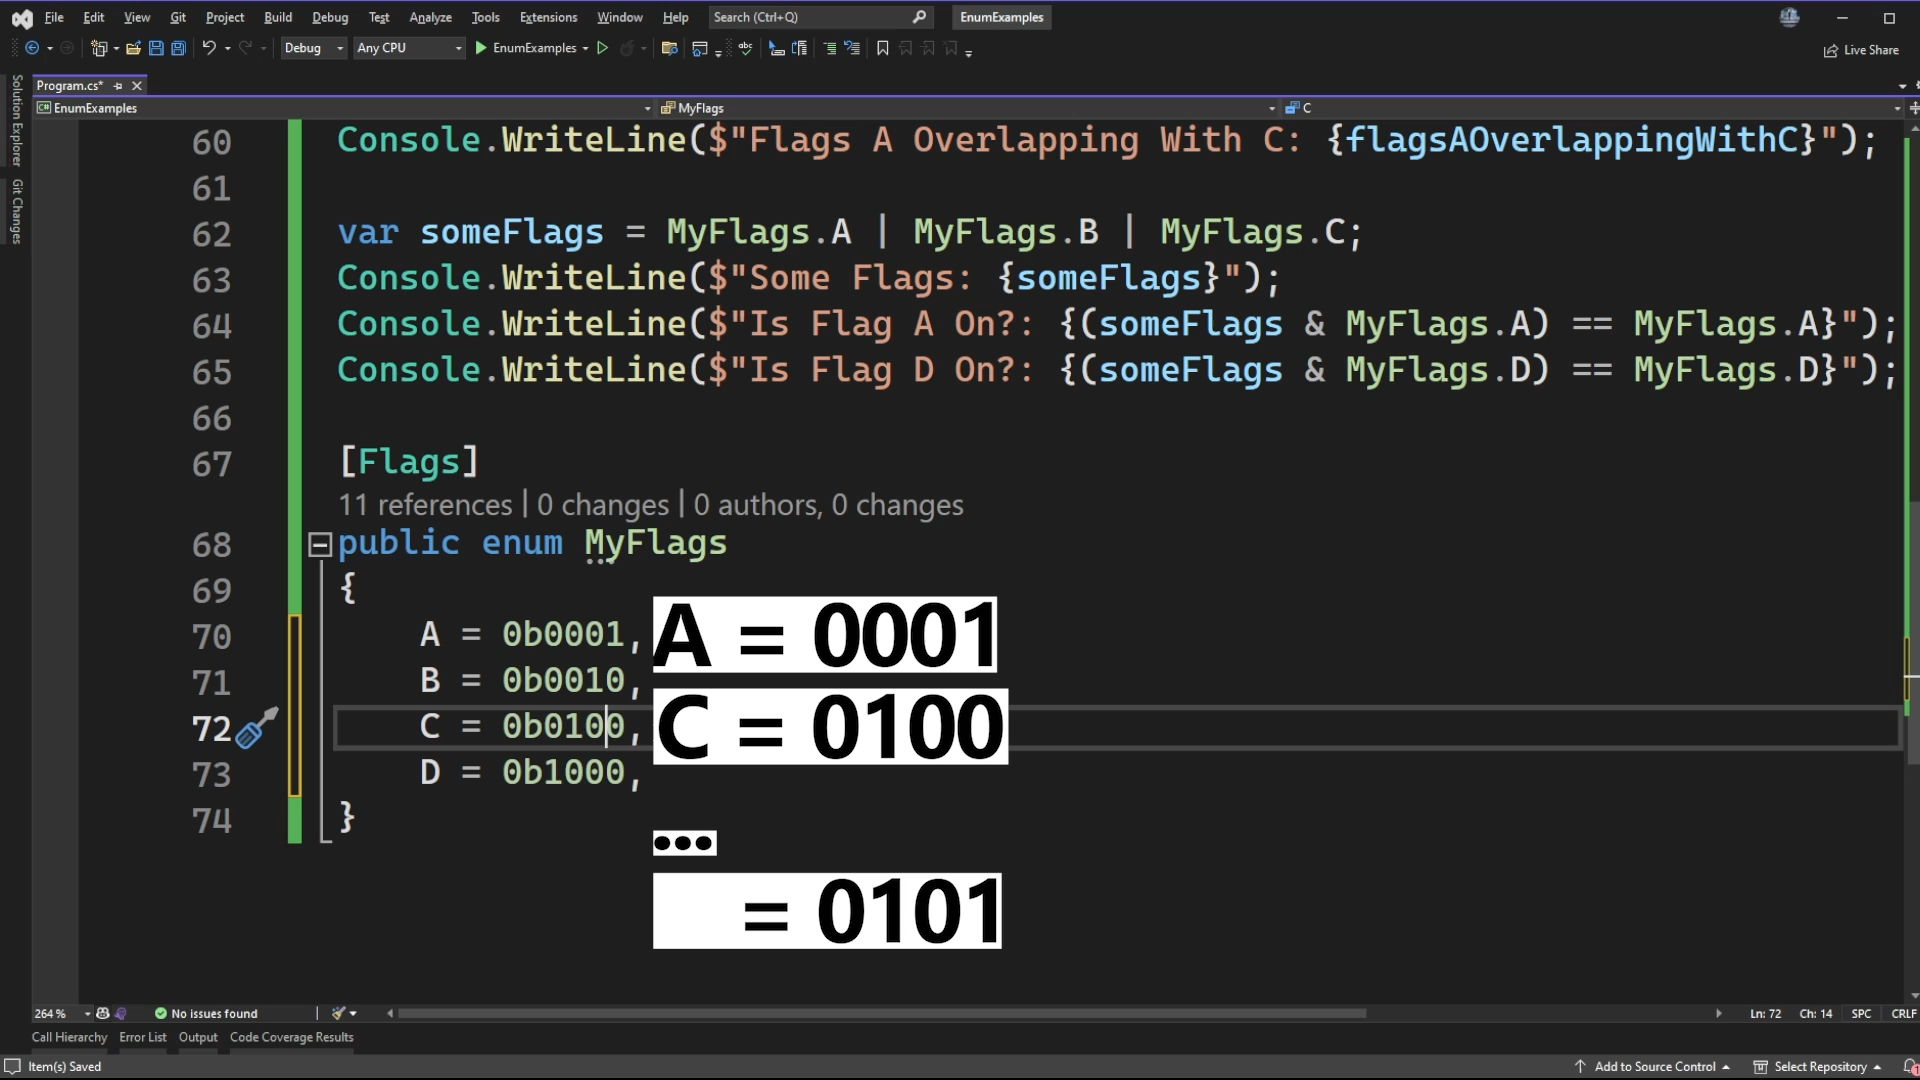 File Edit View Git Project Build Debug Test Analyze Tools Extensions Window Help Search (Ctrl+Q) EnumExamples
Debug Any CPU EnumExamples Live Share
Solution Explorer
Git Changes
Program.cs*
EnumExamples MyFlags C
60 Console.WriteLine($"Flags A Overlapping With C: {flagsAOverlappingWithC}");
61
62 var someFlags = MyFlags.A | MyFlags.B | MyFlags.C;
63 Console.WriteLine($"Some Flags: {someFlags}");
64 Console.WriteLine($"Is Flag A On?: {(someFlags & MyFlags.A) == MyFlags.A}");
65 Console.WriteLine($"Is Flag D On?: {(someFlags & MyFlags.D) == MyFlags.D}");
66
67 [Flags]
11 references | 0 changes | 0 authors, 0 changes
68 public enum MyFlags
69 {
70 A = 0b0001, A = 0001
71 B = 0b0010,
72 C = 0b0100, C = 0100
73 D = 0b1000,
74 }
...
= 0101
264 % No issues found Ln: 72 Ch: 14 SPC CRLF
Call Hierarchy Error List Output Code Coverage Results
Item(s) Saved Add to Source Control Select Repository 1